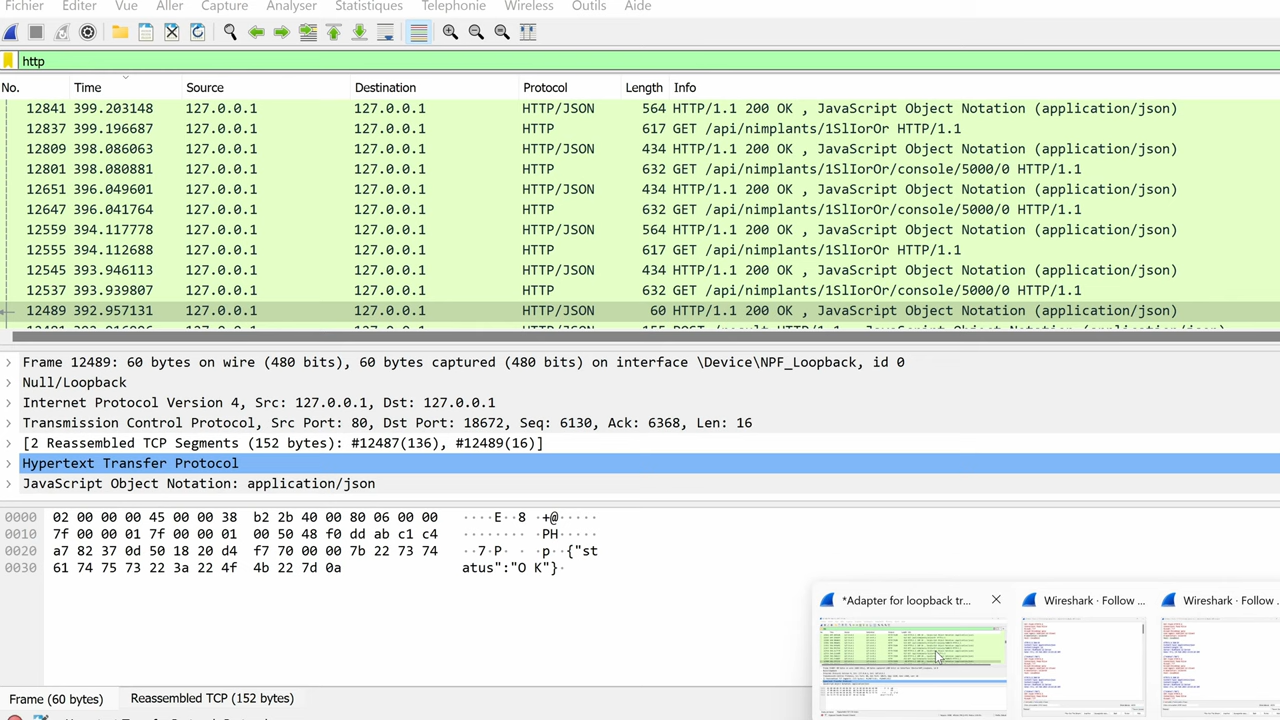 Fichier Editer Vue Aller Capture Analyser Statistiques Telephonie Wireless Outils Aide
http
No. Time Source Destination Protocol Length Info
12841 399.203148 127.0.0.1 127.0.0.1 HTTP/JSON 564 HTTP/1.1 200 OK , JavaScript Object Notation (application/json)
12837 399.196687 127.0.0.1 127.0.0.1 HTTP 617 GET /api/nimplants/1SlIorOr HTTP/1.1
12809 398.086063 127.0.0.1 127.0.0.1 HTTP/JSON 434 HTTP/1.1 200 OK , JavaScript Object Notation (application/json)
12801 398.080881 127.0.0.1 127.0.0.1 HTTP 632 GET /api/nimplants/1SlIorOr/console/5000/0 HTTP/1.1
12651 396.049601 127.0.0.1 127.0.0.1 HTTP/JSON 434 HTTP/1.1 200 OK , JavaScript Object Notation (application/json)
12647 396.041764 127.0.0.1 127.0.0.1 HTTP 632 GET /api/nimplants/1SlIorOr/console/5000/0 HTTP/1.1
12559 394.117778 127.0.0.1 127.0.0.1 HTTP/JSON 564 HTTP/1.1 200 OK , JavaScript Object Notation (application/json)
12555 394.112688 127.0.0.1 127.0.0.1 HTTP 617 GET /api/nimplants/1SlIorOr HTTP/1.1
12545 393.946113 127.0.0.1 127.0.0.1 HTTP/JSON 434 HTTP/1.1 200 OK , JavaScript Object Notation (application/json)
12537 393.939807 127.0.0.1 127.0.0.1 HTTP 632 GET /api/nimplants/1SlIorOr/console/5000/0 HTTP/1.1
12489 392.957131 127.0.0.1 127.0.0.1 HTTP/JSON 60 HTTP/1.1 200 OK , JavaScript Object Notation (application/json)
Frame 12489: 60 bytes on wire (480 bits), 60 bytes captured (480 bits) on interface \Device\NPF_Loopback, id 0
Null/Loopback
Internet Protocol Version 4, Src: 127.0.0.1, Dst: 127.0.0.1
Transmission Control Protocol, Src Port: 80, Dst Port: 18672, Seq: 6130, Ack: 6368, Len: 16
[2 Reassembled TCP Segments (152 bytes): #12487(136), #12489(16)]
Hypertext Transfer Protocol
JavaScript Object Notation: application/json
0000 02 00 00 00 45 00 00 38 b2 2b 40 00 80 06 00 00 ····E··8 ·+@·····
0010 7f 00 00 01 7f 00 00 01 00 50 48 f0 dd ab c1 c4 ········ ·PH·····
0020 a7 82 37 0d 50 18 20 d4 f7 70 00 00 7b 22 73 74 ··7·P· · ·p··{"st
0030 61 74 75 73 22 3a 22 4f 4b 22 7d 0a atus":"O K"}·
*Adapter for loopback tr... Wireshark · Follow ... Wireshark · Follow ...
Frame (60 bytes) Reassembled TCP (152 bytes)